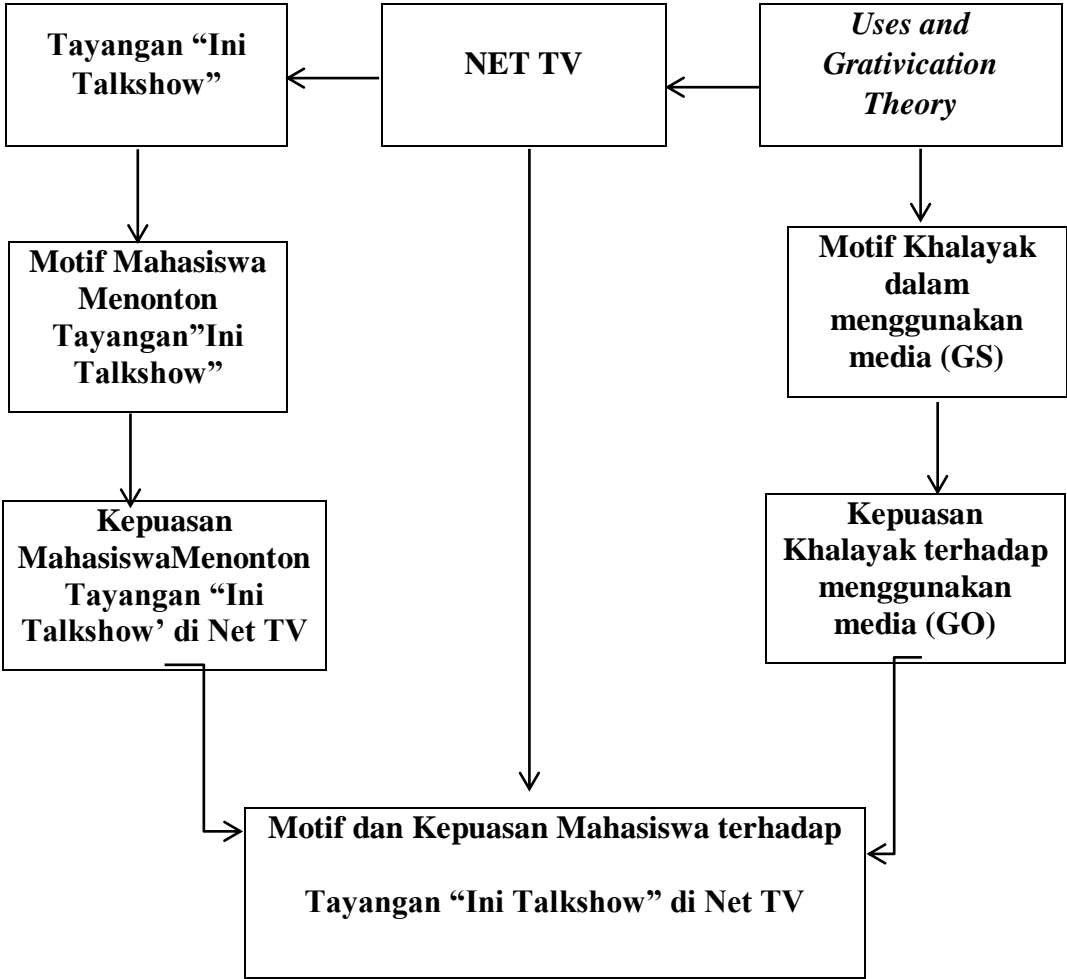 Tayangan “Ini
Talkshow”
NET TV
Uses and
Grativication
Theory
Motif Mahasiswa
Menonton
Tayangan”Ini
Talkshow”
Motif Khalayak
dalam
menggunakan
media (GS)
Kepuasan
MahasiswaMenonton
Tayangan “Ini
Talkshow’ di Net TV
Kepuasan
Khalayak terhadap
menggunakan
media (GO)
Motif dan Kepuasan Mahasiswa terhadap
Tayangan “Ini Talkshow” di Net TV